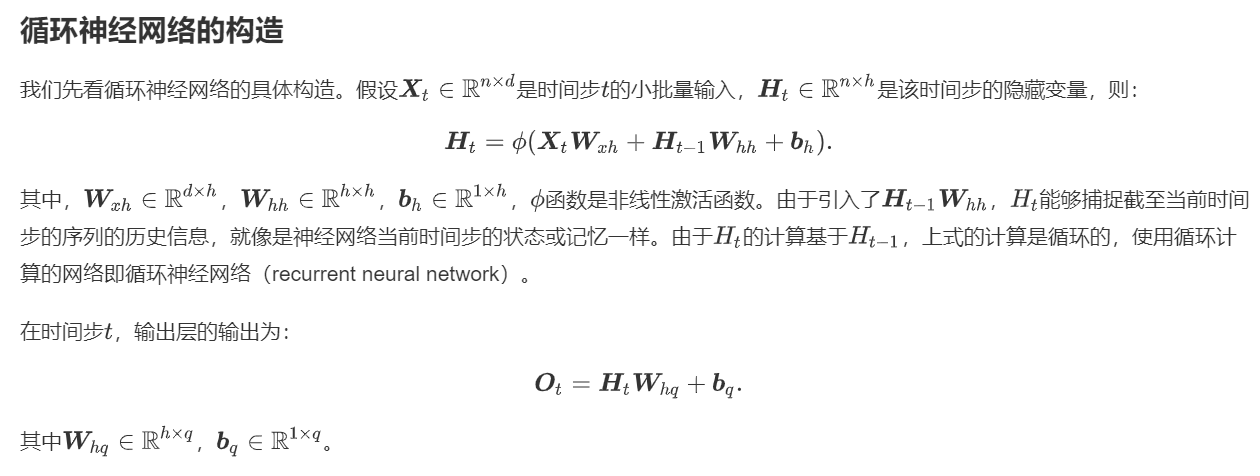 循环神经网络的构造
我们先看循环神经网络的具体构造。假设$\boldsymbol{X}_t \in \mathbb{R}^{n \times d}$是时间步$t$的小批量输入，$\boldsymbol{H}_t \in \mathbb{R}^{n \times h}$是该时间步的隐藏变量，则：
$\boldsymbol{H}_t = \phi(\boldsymbol{X}_t \boldsymbol{W}_{xh} + \boldsymbol{H}_{t-1} \boldsymbol{W}_{hh} + \boldsymbol{b}_h).$
其中，$\boldsymbol{W}_{xh} \in \mathbb{R}^{d \times h}$，$\boldsymbol{W}_{hh} \in \mathbb{R}^{h \times h}$，$\boldsymbol{b}_h \in \mathbb{R}^{1 \times h}$，$\phi$函数是非线性激活函数。由于引入了$\boldsymbol{H}_{t-1} \boldsymbol{W}_{hh}$，$H_t$能够捕捉截至当前时间
步的序列的历史信息，就像是神经网络当前时间步的状态或记忆一样。由于$H_t$的计算基于$H_{t-1}$，上式的计算是循环的，使用循环计
算的网络即循环神经网络（recurrent neural network）。
在时间步$t$，输出层的输出为：
$\boldsymbol{O}_t = \boldsymbol{H}_t \boldsymbol{W}_{hq} + \boldsymbol{b}_q.$
其中$\boldsymbol{W}_{hq} \in \mathbb{R}^{h \times q}$，$\boldsymbol{b}_q \in \mathbb{R}^{1 \times q}$。